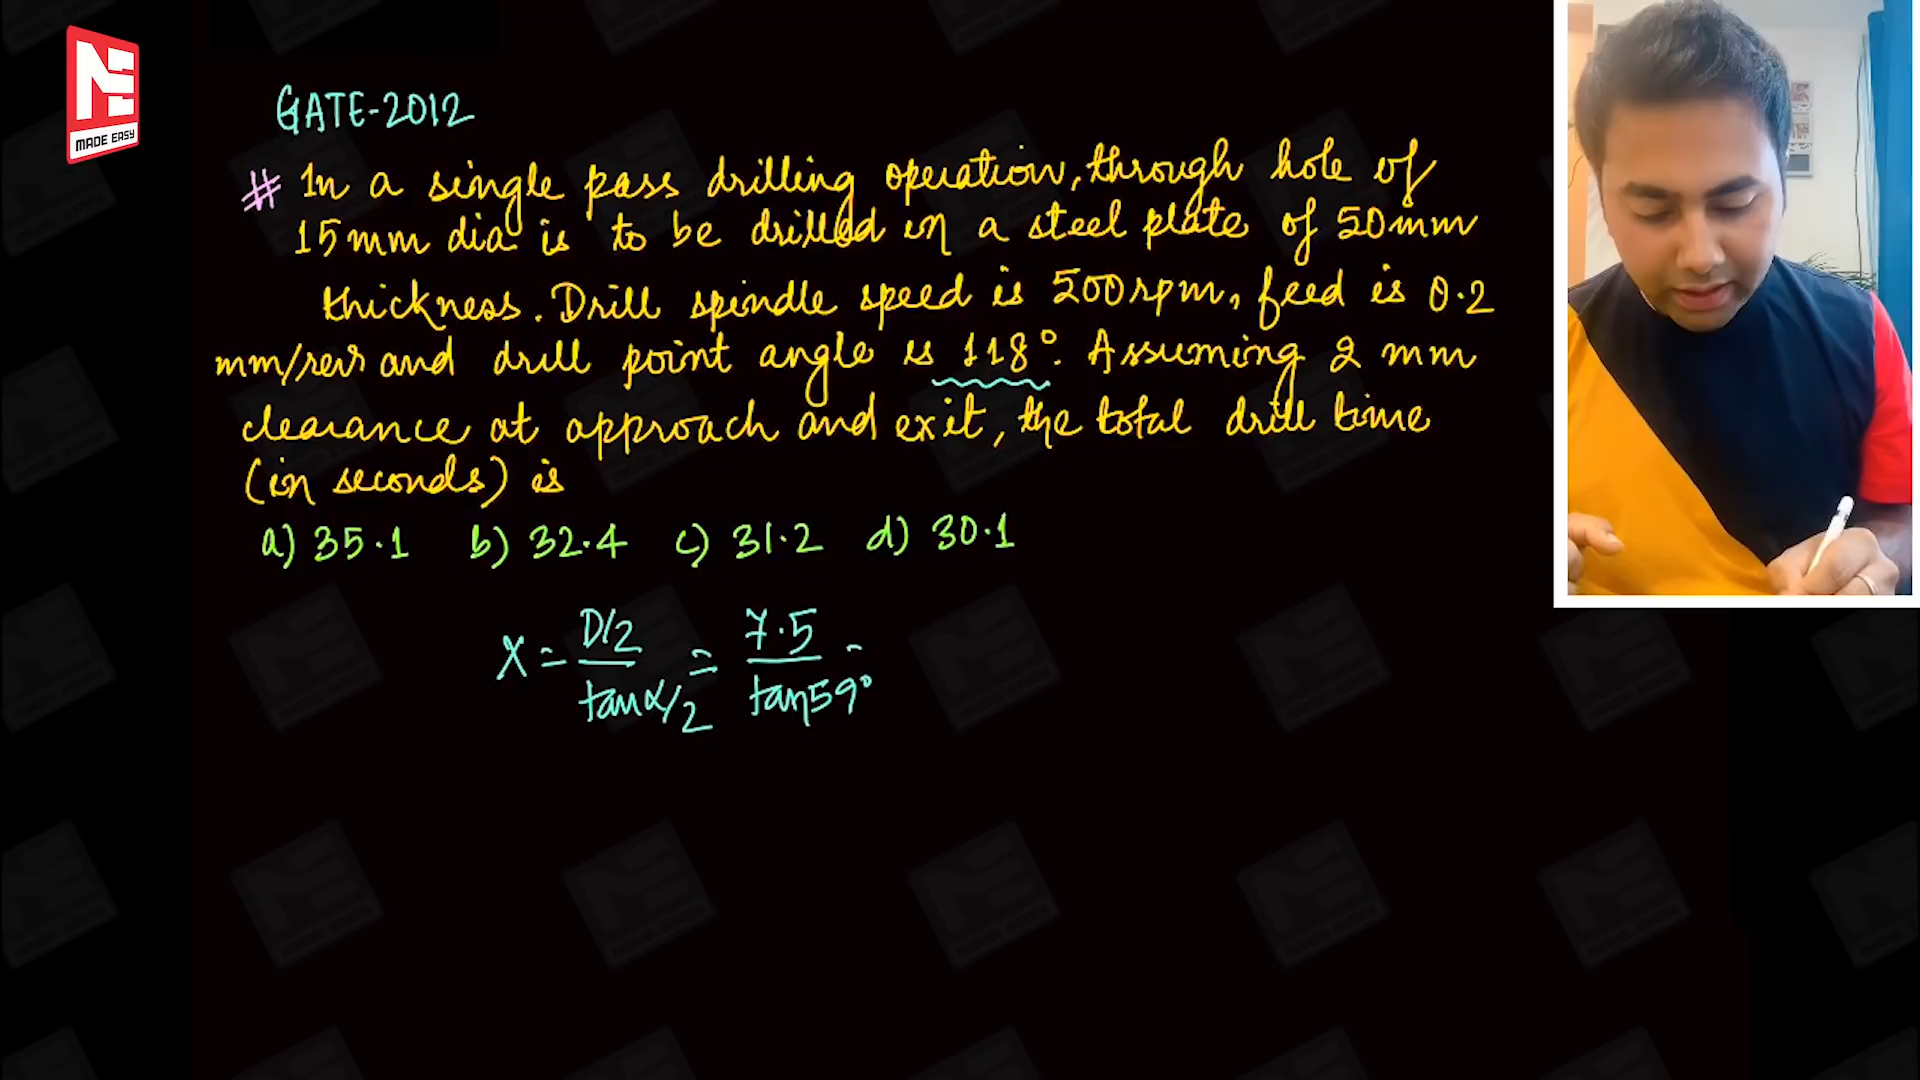 ME
MADE EASY
GATE-2012
# In a single pass drilling operation, through hole of
15mm dia is to be drilled in a steel plate of 50mm
thickness. Drill spindle speed is 500rpm, feed is 0.2
mm/rev and drill point angle is 118°. Assuming 2 mm
clearance at approach and exit, the total drill time
(in seconds) is
a) 35.1 b) 32.4 c) 31.2 d) 30.1
X = D/2 / tan α/2 = 7.5 / tan59° =